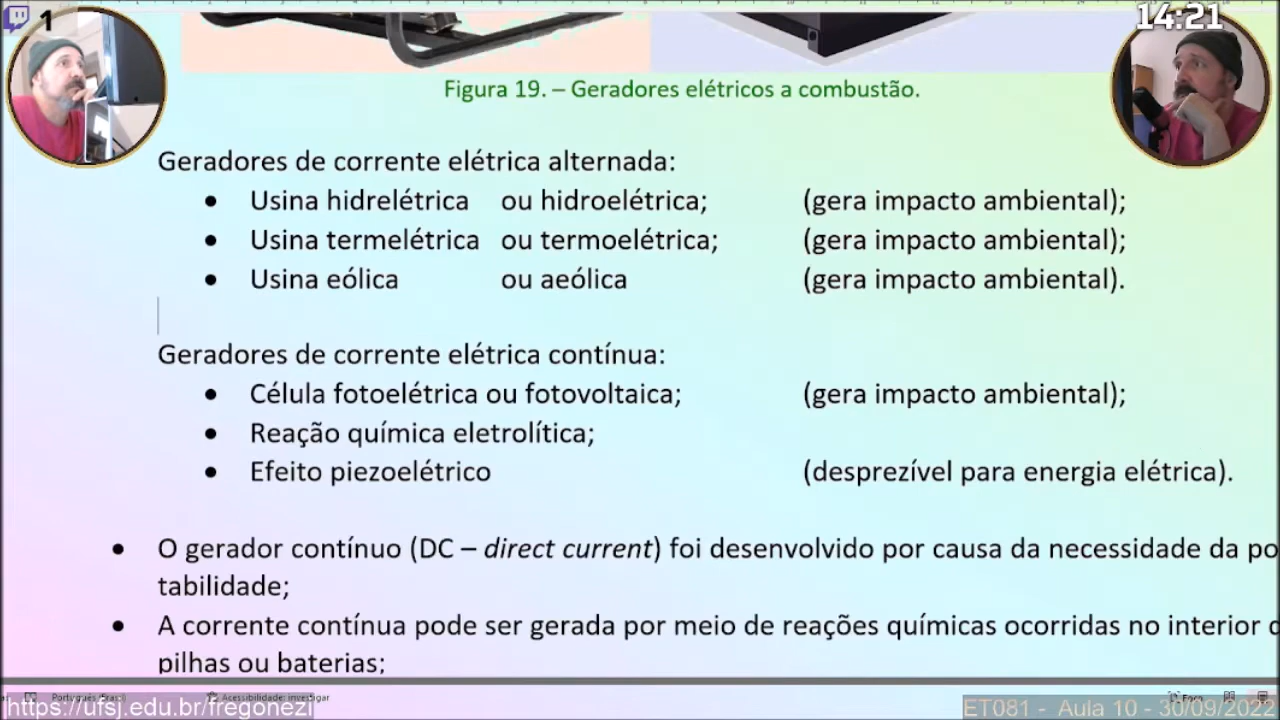 1
14:21
Figura 19. – Geradores elétricos a combustão.
Geradores de corrente elétrica alternada:
• Usina hidrelétrica ou hidroelétrica; (gera impacto ambiental);
• Usina termelétrica ou termoelétrica; (gera impacto ambiental);
• Usina eólica ou aeólica (gera impacto ambiental).
Geradores de corrente elétrica contínua:
• Célula fotoelétrica ou fotovoltaica; (gera impacto ambiental);
• Reação química eletrolítica;
• Efeito piezoelétrico (desprezível para energia elétrica).
• O gerador contínuo (DC – direct current) foi desenvolvido por causa da necessidade da po
tabilidade;
• A corrente contínua pode ser gerada por meio de reações químicas ocorridas no interior
pilhas ou baterias;
Português (Brasil) Acessibilidade: investigar Foco
https://ufsj.edu.br/fregonezi
ET081 - Aula 10 - 30/09/2022